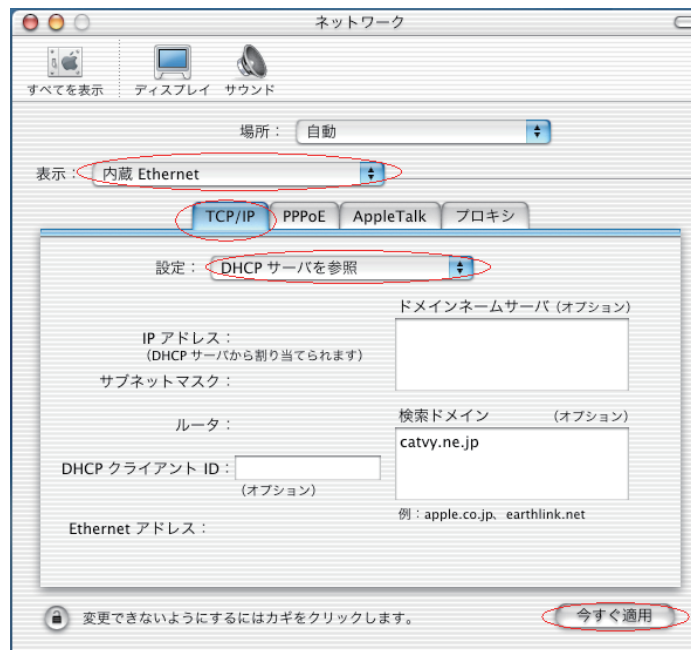 ネットワーク
すべてを表示 ディスプレイ サウンド
場所： 自動
表示： 内蔵 Ethernet
TCP/IP PPPoE AppleTalk プロキシ
設定： DHCP サーバを参照
ドメインネームサーバ (オプション)
IP アドレス：
（DHCP サーバから割り当てられます）
サブネットマスク：
ルータ：
検索ドメイン (オプション)
catvy.ne.jp
DHCP クライアント ID：
(オプション)
例：apple.co.jp、earthlink.net
Ethernet アドレス：
変更できないようにするにはカギをクリックします。
今すぐ適用